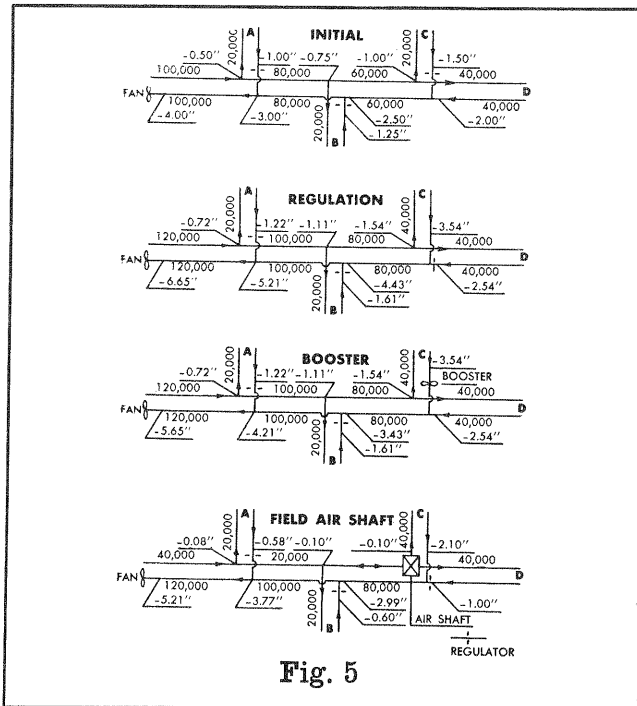 INITIAL
A
C
-0.50"
20,000
-1.00"
-0.75"
-1.00"
20,000
-1.50"
100,000
80,000
60,000
40,000
FAN
D
100,000
80,000
60,000
40,000
-4.00"
-3.00"
20,000
-2.50"
-2.00"
B
-1.25"
REGULATION
A
C
-0.72"
20,000
-1.22"
-1.11"
-1.54"
40,000
-3.54"
120,000
100,000
80,000
40,000
FAN
D
120,000
100,000
80,000
40,000
-6.65"
-5.21"
20,000
-4.43"
-2.54"
B
-1.61"
BOOSTER
A
C
-0.72"
20,000
-1.22"
-1.11"
-1.54"
40,000
-3.54"
BOOSTER
120,000
100,000
80,000
40,000
FAN
D
120,000
100,000
80,000
40,000
-5.65"
-4.21"
20,000
-3.43"
-2.54"
B
-1.61"
FIELD AIR SHAFT
A
C
-0.08"
20,000
-0.58"
-0.10"
-0.10"
40,000
-2.10"
40,000
20,000
40,000
FAN
D
120,000
100,000
80,000
-5.21"
-3.77"
20,000
-2.99"
-1.00"
B
-0.60"
AIR SHAFT
REGULATOR
Fig. 5